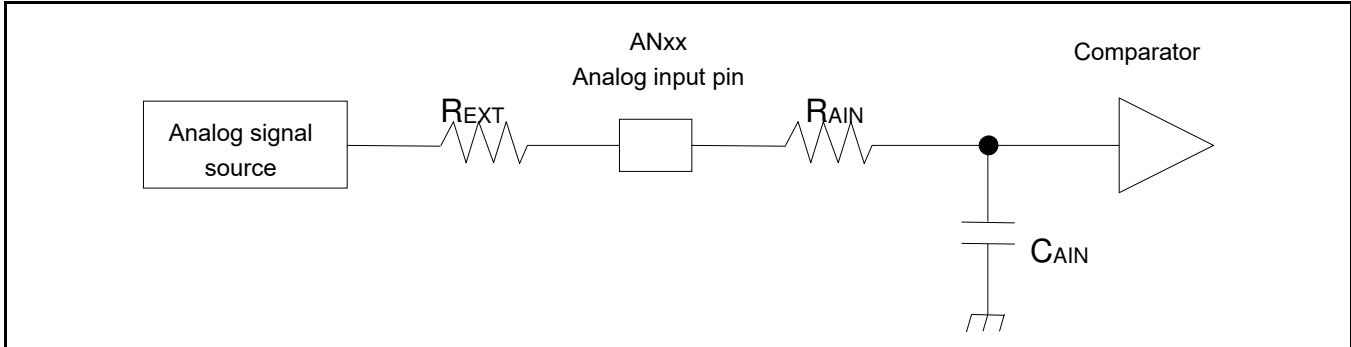 ANxx
Analog input pin
Comparator
Analog signal
source
REXT
RAIN
CAIN